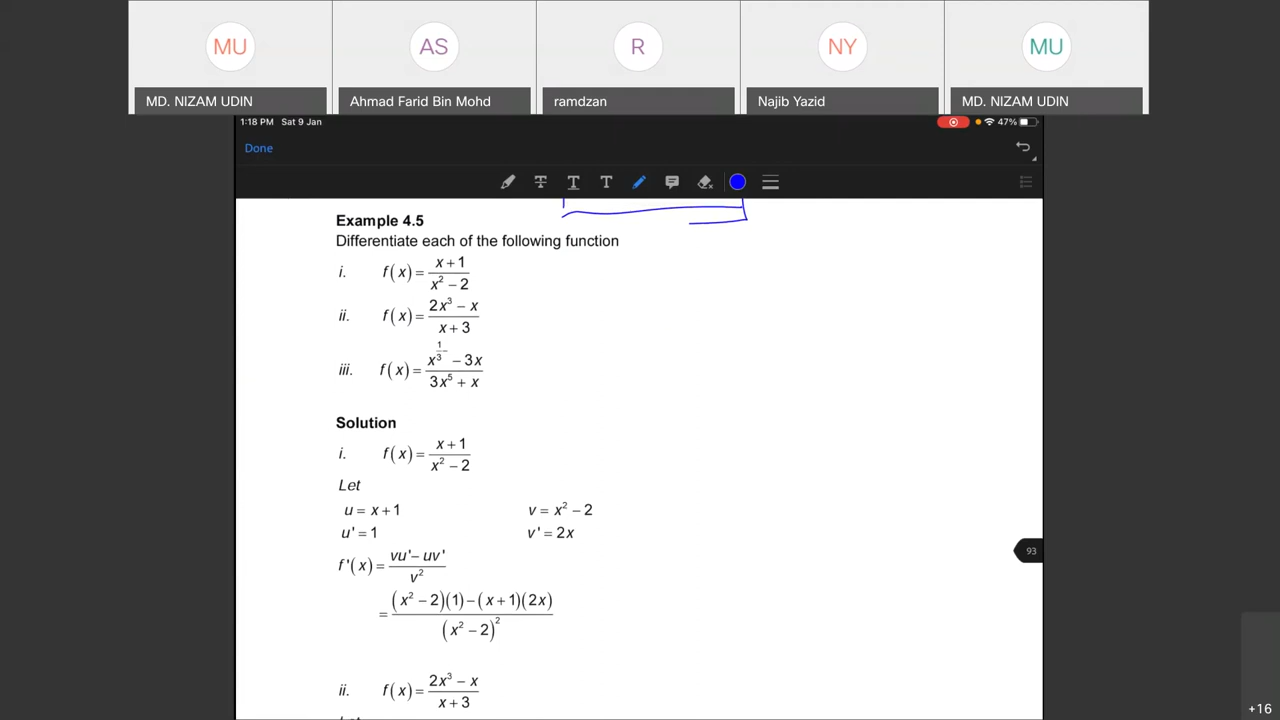 MU AS R NY MU
MD. NIZAM UDIN Ahmad Farid Bin Mohd ramdzan Najib Yazid MD. NIZAM UDIN
1:18 PM Sat 9 Jan 47%
Done
T T T
Example 4.5
Differentiate each of the following function
i. f(x) = (x + 1)/(x² − 2)
ii. f(x) = (2x³ − x)/(x + 3)
iii. f(x) = (x^(1/3) − 3x)/(3x⁵ + x)
Solution
i. f(x) = (x + 1)/(x² − 2)
Let
u = x + 1 v = x² − 2
u' = 1 v' = 2x
f'(x) = (vu' − uv')/v²
= ((x² − 2)(1) − (x + 1)(2x))/(x² − 2)²
93
ii. f(x) = (2x³ − x)/(x + 3)
Let
+16